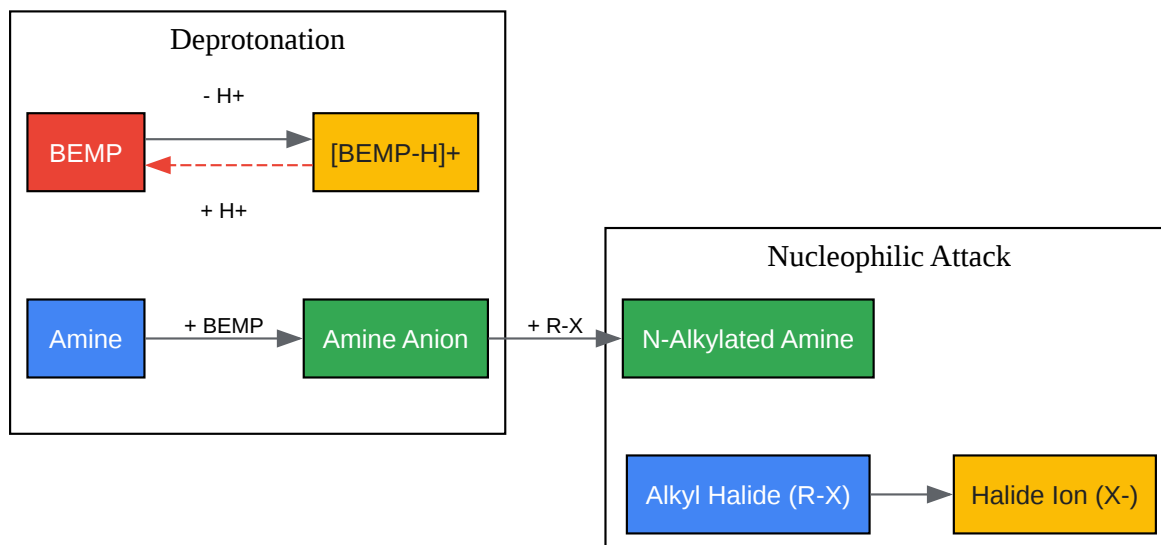 Deprotonation
- H+
BEMP
[BEMP-H]+
+ H+
Amine
+ BEMP
Amine Anion
+ R-X
Nucleophilic Attack
N-Alkylated Amine
Alkyl Halide (R-X)
Halide Ion (X-)